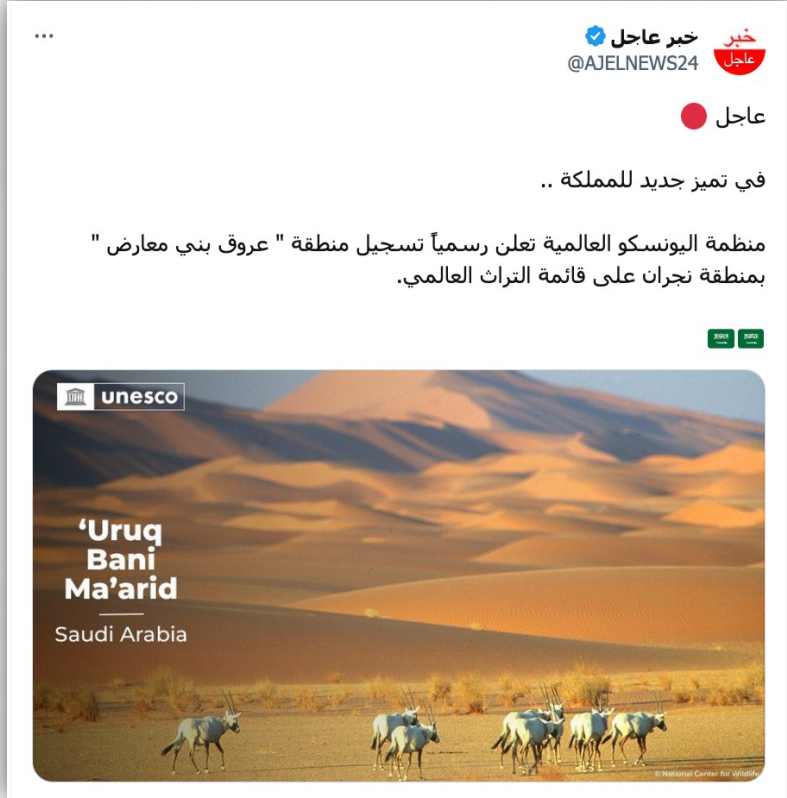 خبر عاجل
خبر
عاجل
@AJELNEWS24
عاجل
في تميز جديد للمملكة ..
منظمة اليونسكو العالمية تعلن رسمياً تسجيل منطقة " عروق بني معارض "
بمنطقة نجران على قائمة التراث العالمي.
unesco
‘Uruq
Bani
Ma’arid
Saudi Arabia
© National Center for Wildlife